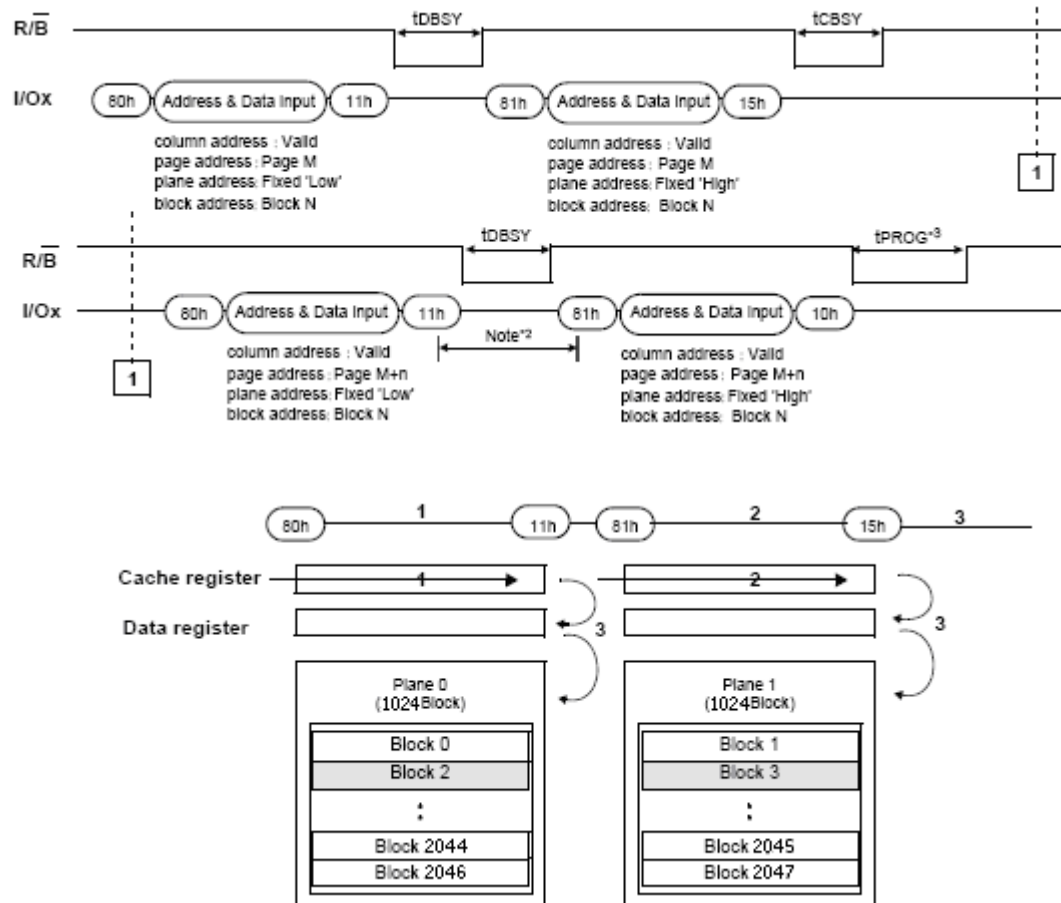 R/B tDBSY tCBSY
I/Ox 80h Address & Data Input 11h 81h Address & Data Input 15h
column address : Valid
page address : Page M
plane address: Fixed 'Low'
block address: Block N
column address : Valid
page address : Page M
plane address: Fixed 'High'
block address: Block N
1
R/B tDBSY tPROG*3
I/Ox 80h Address & Data Input 11h 81h Address & Data Input 10h
Note*2
1
column address : Valid
page address : Page M+n
plane address: Fixed 'Low'
block address: Block N
column address : Valid
page address : Page M+n
plane address: Fixed 'High'
block address: Block N
80h 1 11h 81h 2 15h 3
Cache register 1 2
Data register 3 3
Plane 0
(1024Block)
Block 0
Block 2
:
Block 2044
Block 2046
Plane 1
(1024Block)
Block 1
Block 3
:
Block 2045
Block 2047